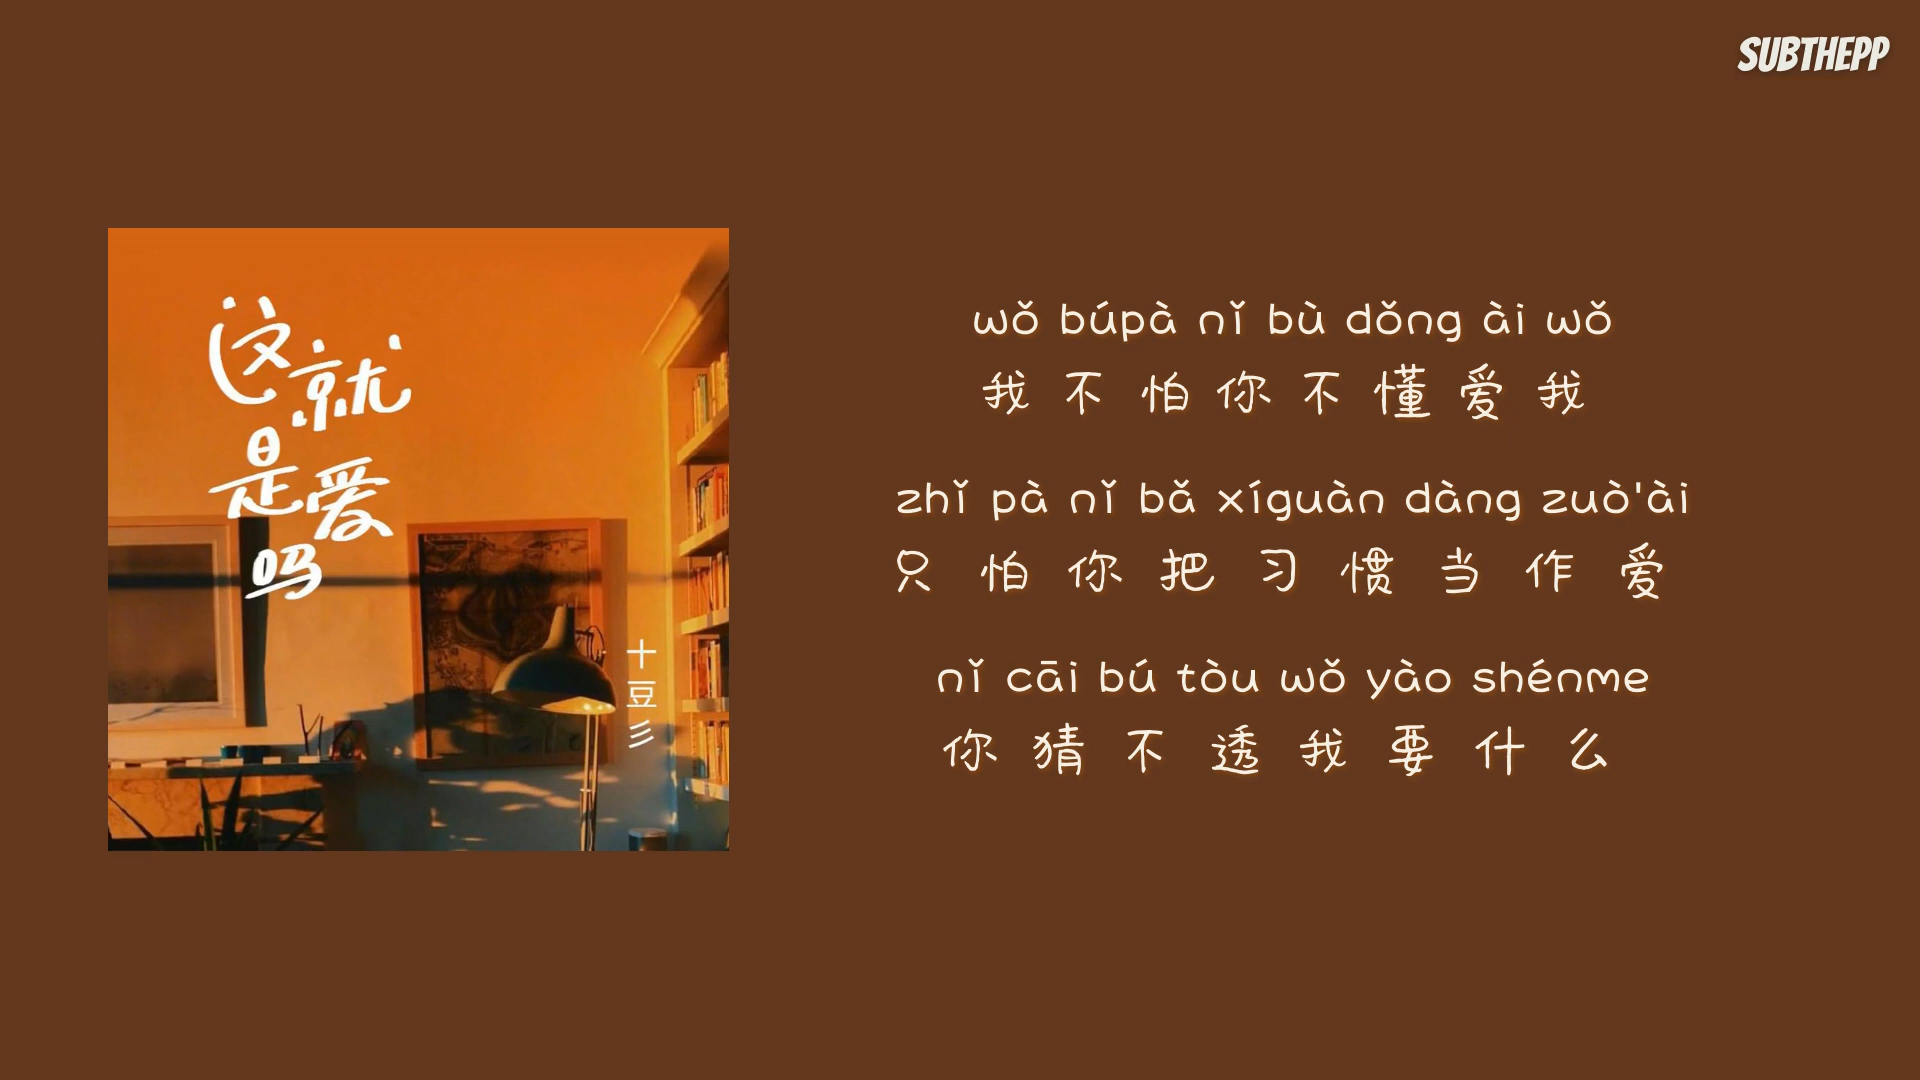 SUBTHEPP
这就
是爱
吗
十豆彡
wǒ búpà nǐ bù dǒng ài wǒ
我不怕你不懂爱我
zhǐ pà nǐ bǎ xíguàn dàng zuò'ài
只怕你把习惯当作爱
nǐ cāi bú tòu wǒ yào shénme
你猜不透我要什么